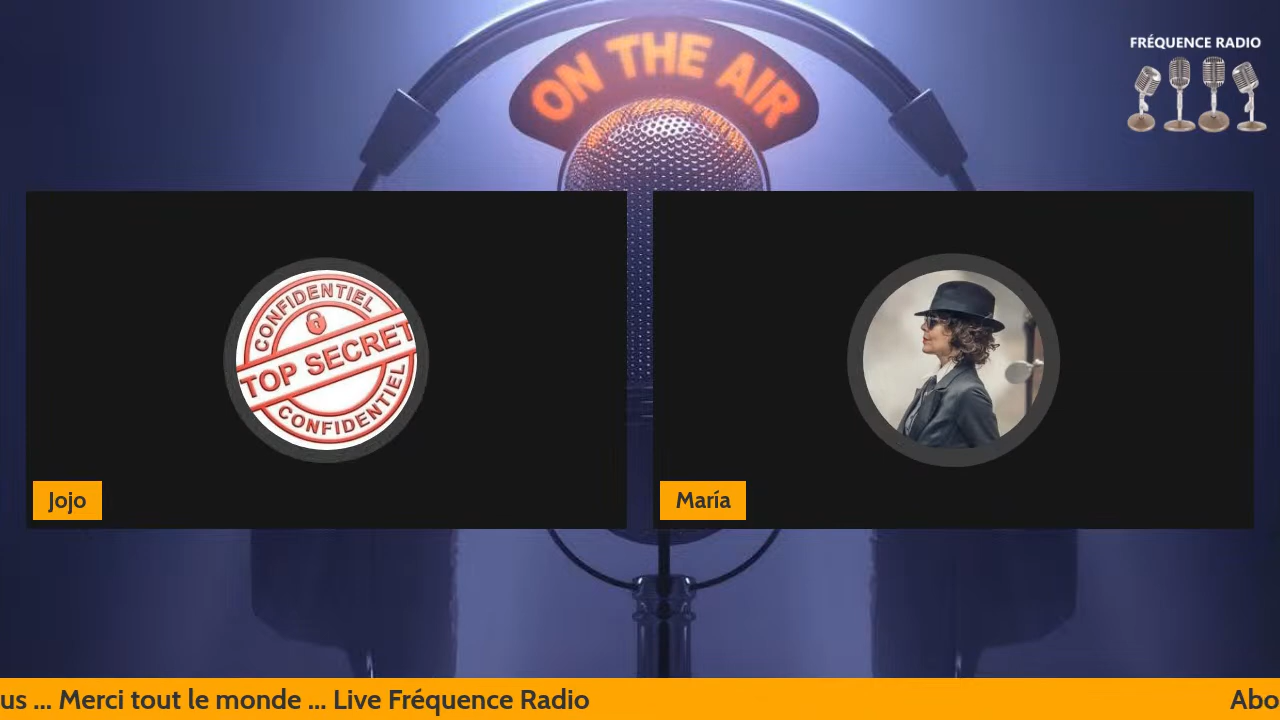 ON THE AIR
FRÉQUENCE RADIO
CONFIDENTIEL
TOP SECRET
CONFIDENTIEL
Jojo
María
us ... Merci tout le monde ... Live Fréquence Radio
Abo